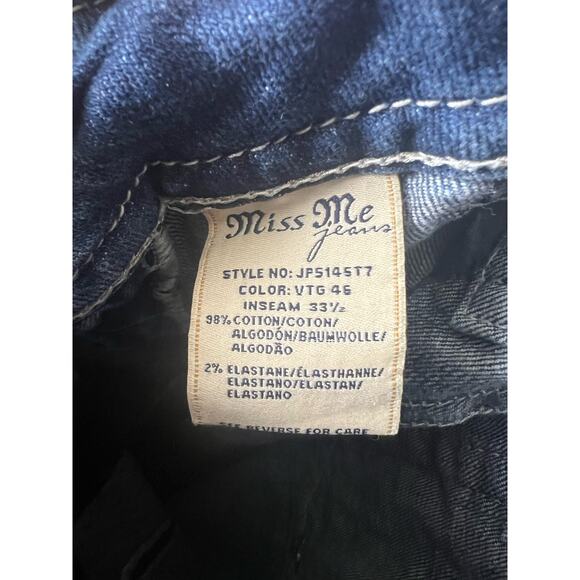 Miss Me
jeans
STYLE NO: JP5145T7
COLOR: VTG 45
INSEAM 33½
98% COTTON/COTON/
ALGODÓN/BAUMWOLLE/
ALGODÃO
2% ELASTANE/ÉLASTHANNE/
ELASTANO/ELASTAN/
ELASTANO
SEE REVERSE FOR CARE